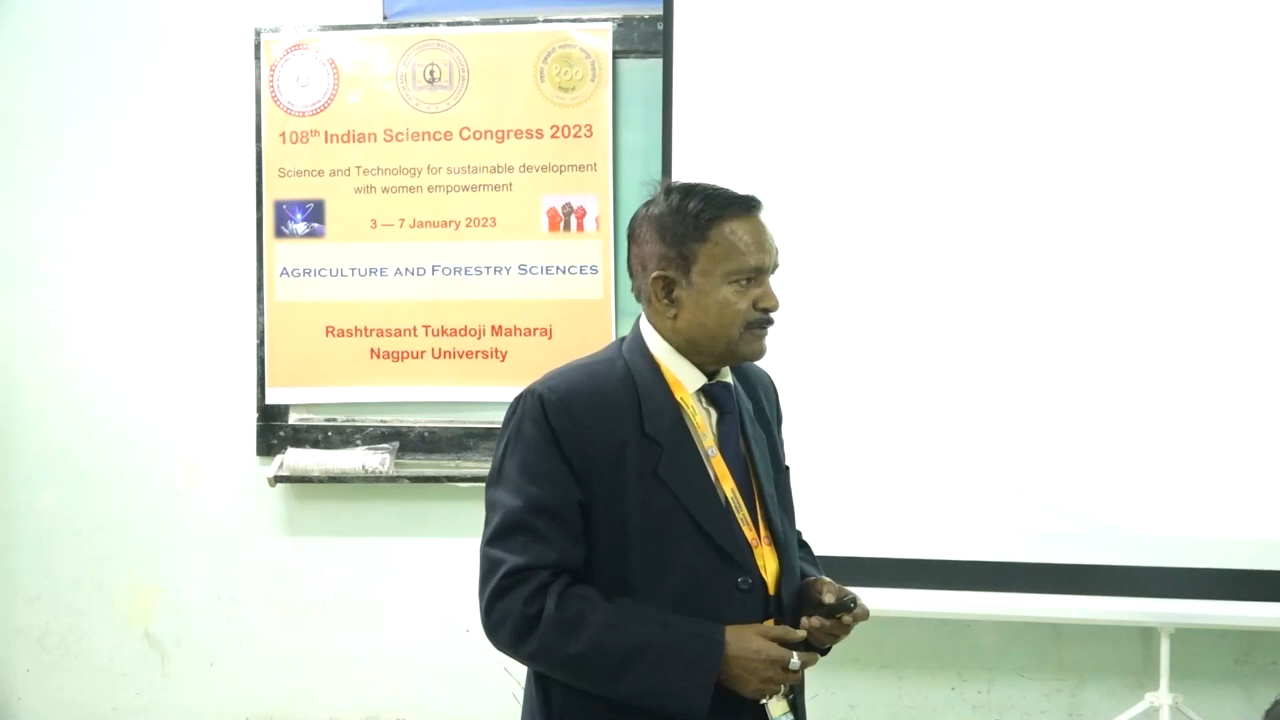 १००
108th Indian Science Congress 2023
Science and Technology for sustainable development
with women empowerment
3 — 7 January 2023
AGRICULTURE AND FORESTRY SCIENCES
Rashtrasant Tukadoji Maharaj
Nagpur University